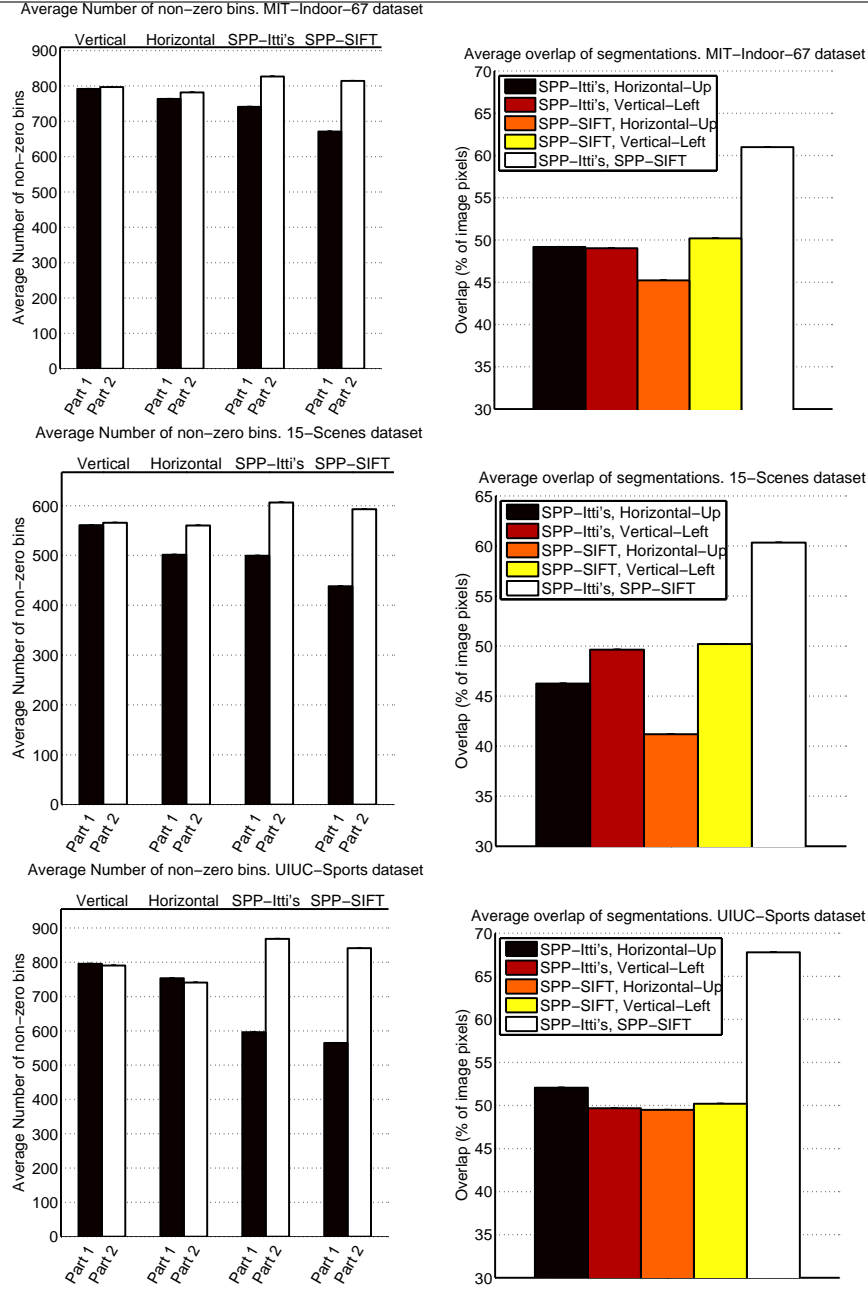 Average Number of non−zero bins. MIT−Indoor−67 dataset
Vertical Horizontal SPP−Itti's SPP−SIFT
Average Number of non−zero bins
900
800
700
600
500
400
300
200
100
0
Part 1 Part 2 Part 1 Part 2 Part 1 Part 2 Part 1 Part 2
Average overlap of segmentations. MIT−Indoor−67 dataset
Overlap (% of image pixels)
70
65
60
55
50
45
40
35
30
SPP−Itti's, Horizontal−Up
SPP−Itti's, Vertical−Left
SPP−SIFT, Horizontal−Up
SPP−SIFT, Vertical−Left
SPP−Itti's, SPP−SIFT
Average Number of non−zero bins. 15−Scenes dataset
Vertical Horizontal SPP−Itti's SPP−SIFT
Average Number of non−zero bins
600
500
400
300
200
100
0
Part 1 Part 2 Part 1 Part 2 Part 1 Part 2 Part 1 Part 2
Average overlap of segmentations. 15−Scenes dataset
Overlap (% of image pixels)
65
60
55
50
45
40
35
30
SPP−Itti's, Horizontal−Up
SPP−Itti's, Vertical−Left
SPP−SIFT, Horizontal−Up
SPP−SIFT, Vertical−Left
SPP−Itti's, SPP−SIFT
Average Number of non−zero bins. UIUC−Sports dataset
Vertical Horizontal SPP−Itti's SPP−SIFT
Average Number of non−zero bins
900
800
700
600
500
400
300
200
100
0
Part 1 Part 2 Part 1 Part 2 Part 1 Part 2 Part 1 Part 2
Average overlap of segmentations. UIUC−Sports dataset
Overlap (% of image pixels)
70
65
60
55
50
45
40
35
30
SPP−Itti's, Horizontal−Up
SPP−Itti's, Vertical−Left
SPP−SIFT, Horizontal−Up
SPP−SIFT, Vertical−Left
SPP−Itti's, SPP−SIFT